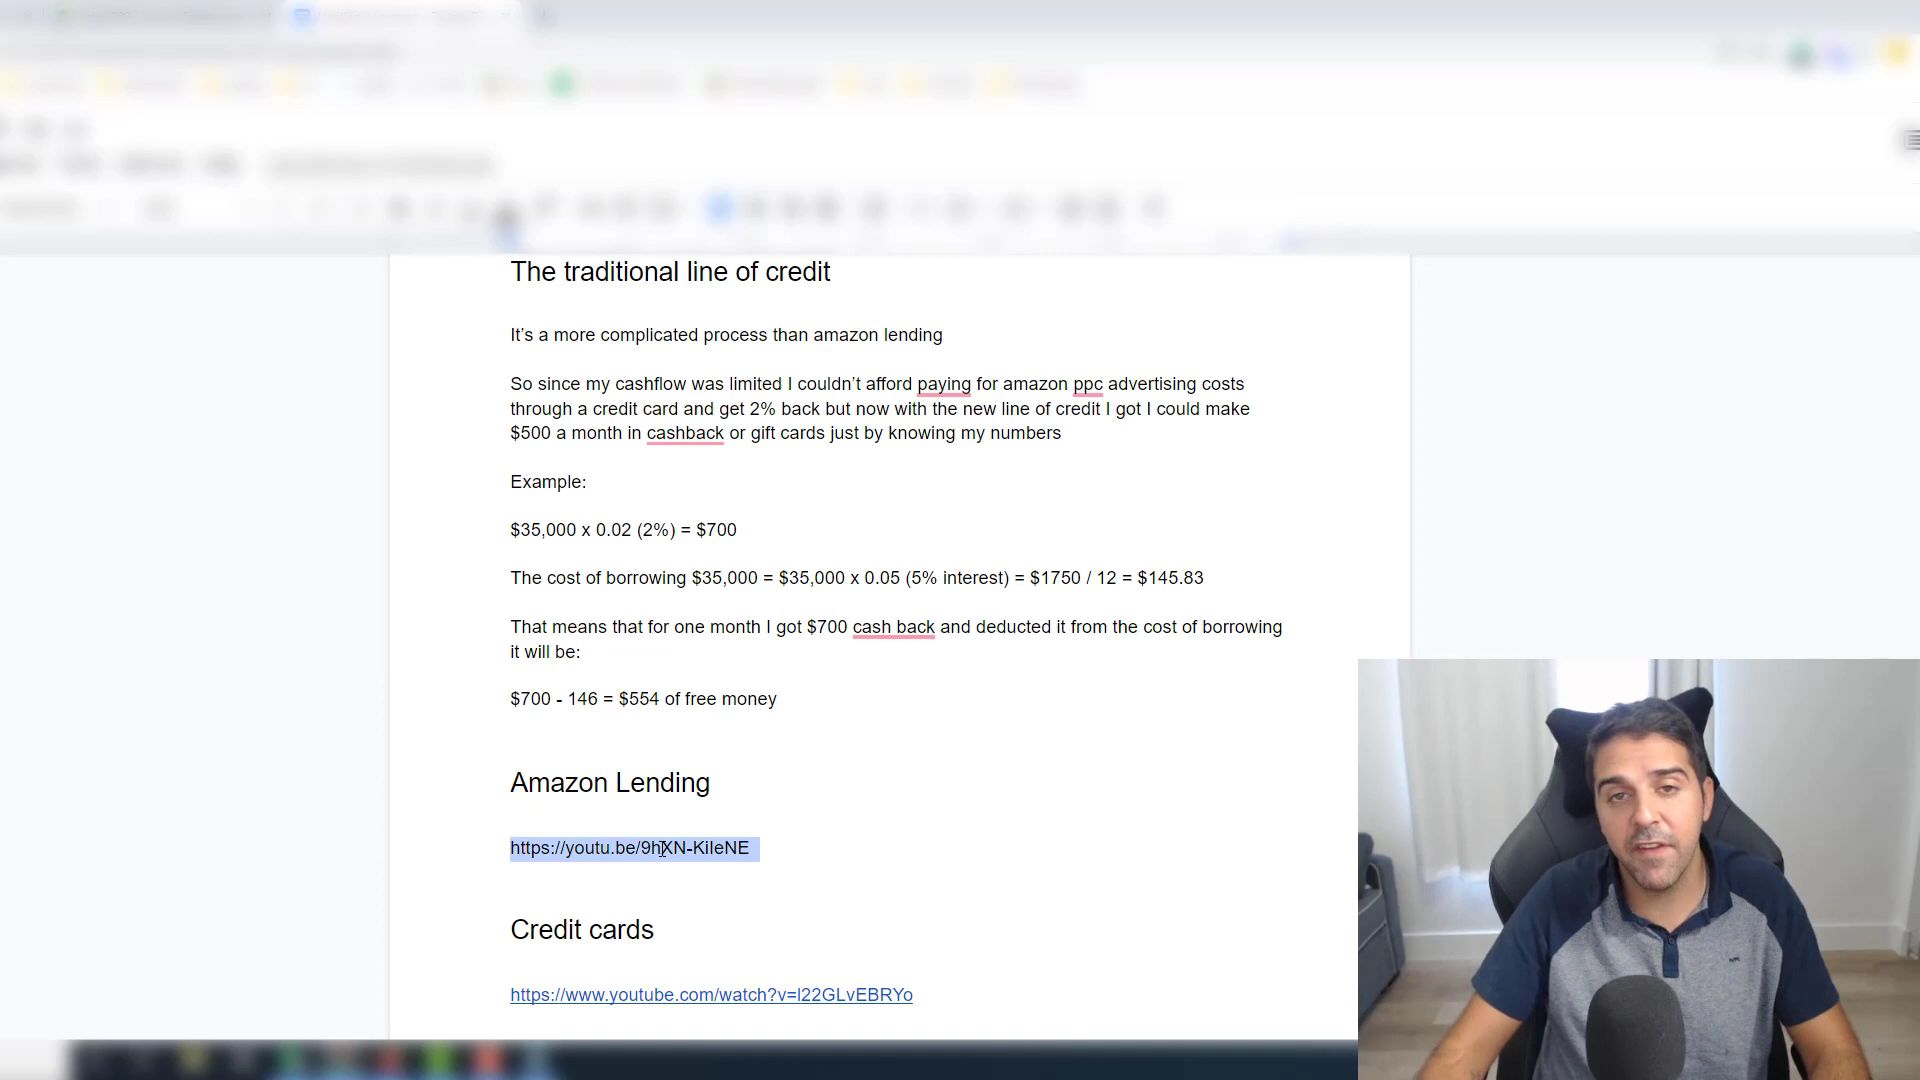 The traditional line of credit
It’s a more complicated process than amazon lending
So since my cashflow was limited I couldn’t afford paying for amazon ppc advertising costs
through a credit card and get 2% back but now with the new line of credit I got I could make
$500 a month in cashback or gift cards just by knowing my numbers
Example:
$35,000 x 0.02 (2%) = $700
The cost of borrowing $35,000 = $35,000 x 0.05 (5% interest) = $1750 / 12 = $145.83
That means that for one month I got $700 cash back and deducted it from the cost of borrowing
it will be:
$700 - 146 = $554 of free money
Amazon Lending
https://youtu.be/9hXN-KileNE
Credit cards
https://www.youtube.com/watch?v=l22GLvEBRYo